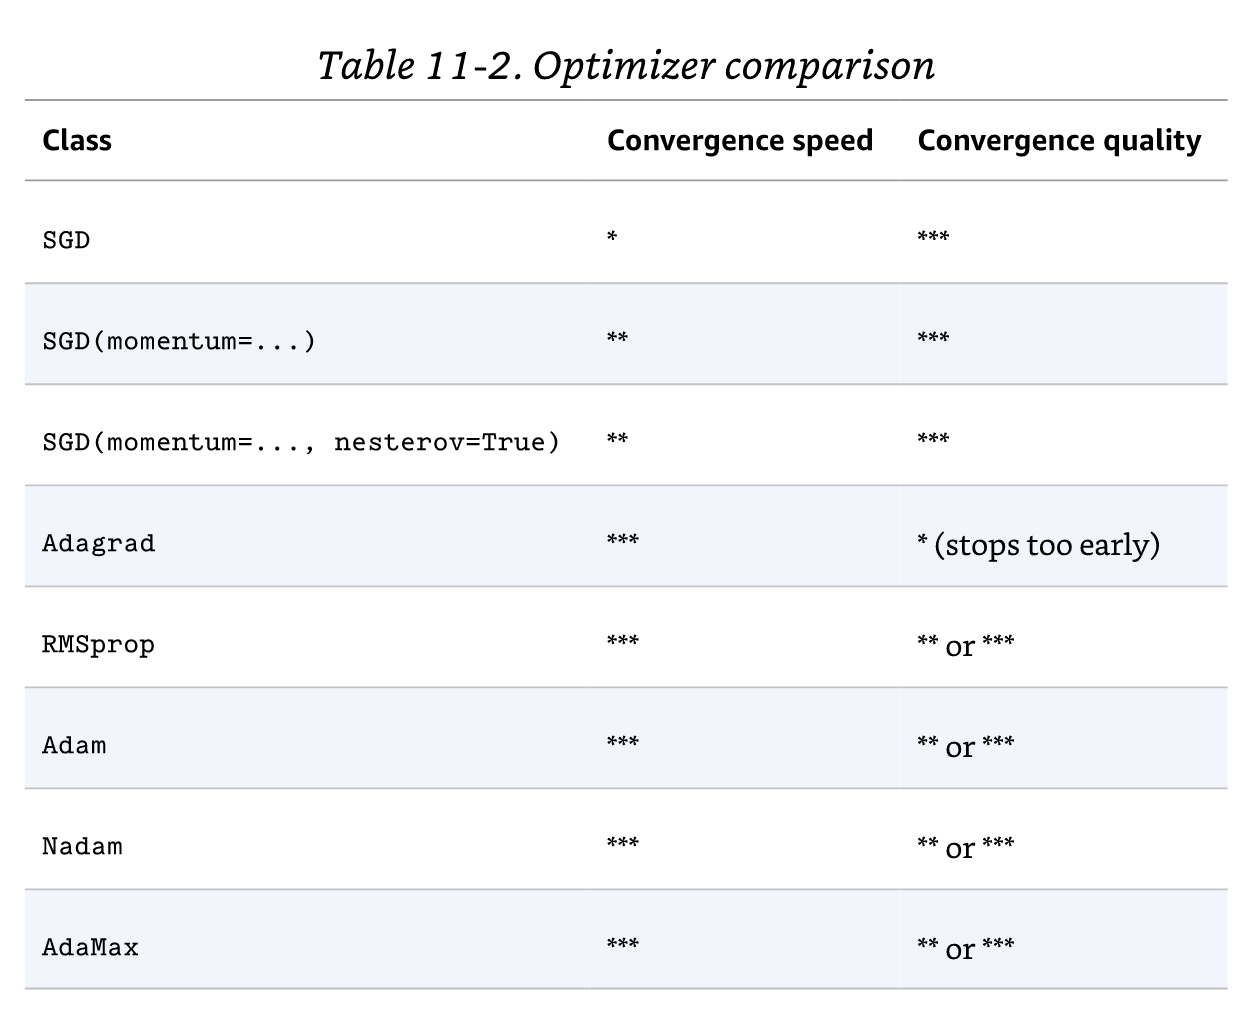 Table 11-2. Optimizer comparison
Class Convergence speed Convergence quality
SGD * ***
SGD(momentum=...) ** ***
SGD(momentum=..., nesterov=True) ** ***
Adagrad *** * (stops too early)
RMSprop *** ** or ***
Adam *** ** or ***
Nadam *** ** or ***
AdaMax *** ** or ***